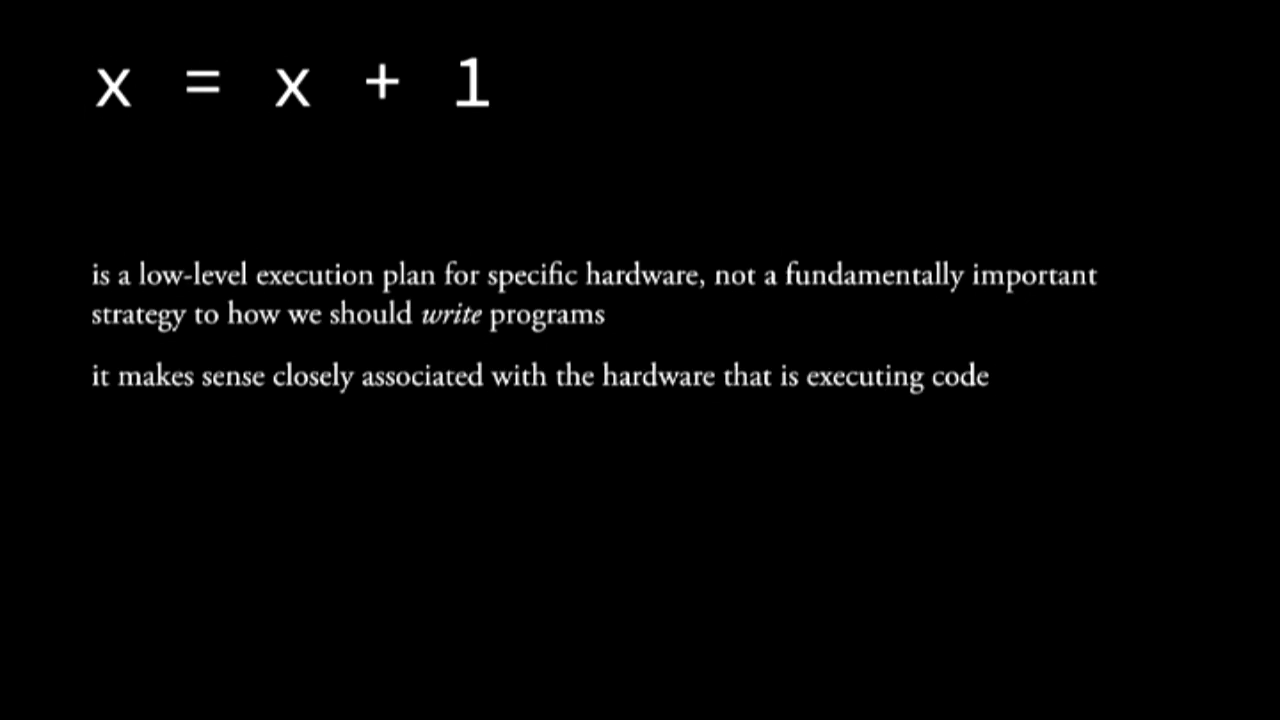 x = x + 1
is a low-level execution plan for specific hardware, not a fundamentally important
strategy to how we should write programs
it makes sense closely associated with the hardware that is executing code